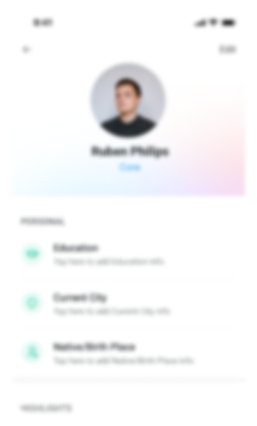 9:41
Edit
Ruben Philips
PERSONAL
Education
Tap here to add Education Info
Current City
Tap here to add Current City Info
Native/Birth Place
Tap here to add Native/Birth Place Info
HIGHLIGHTS